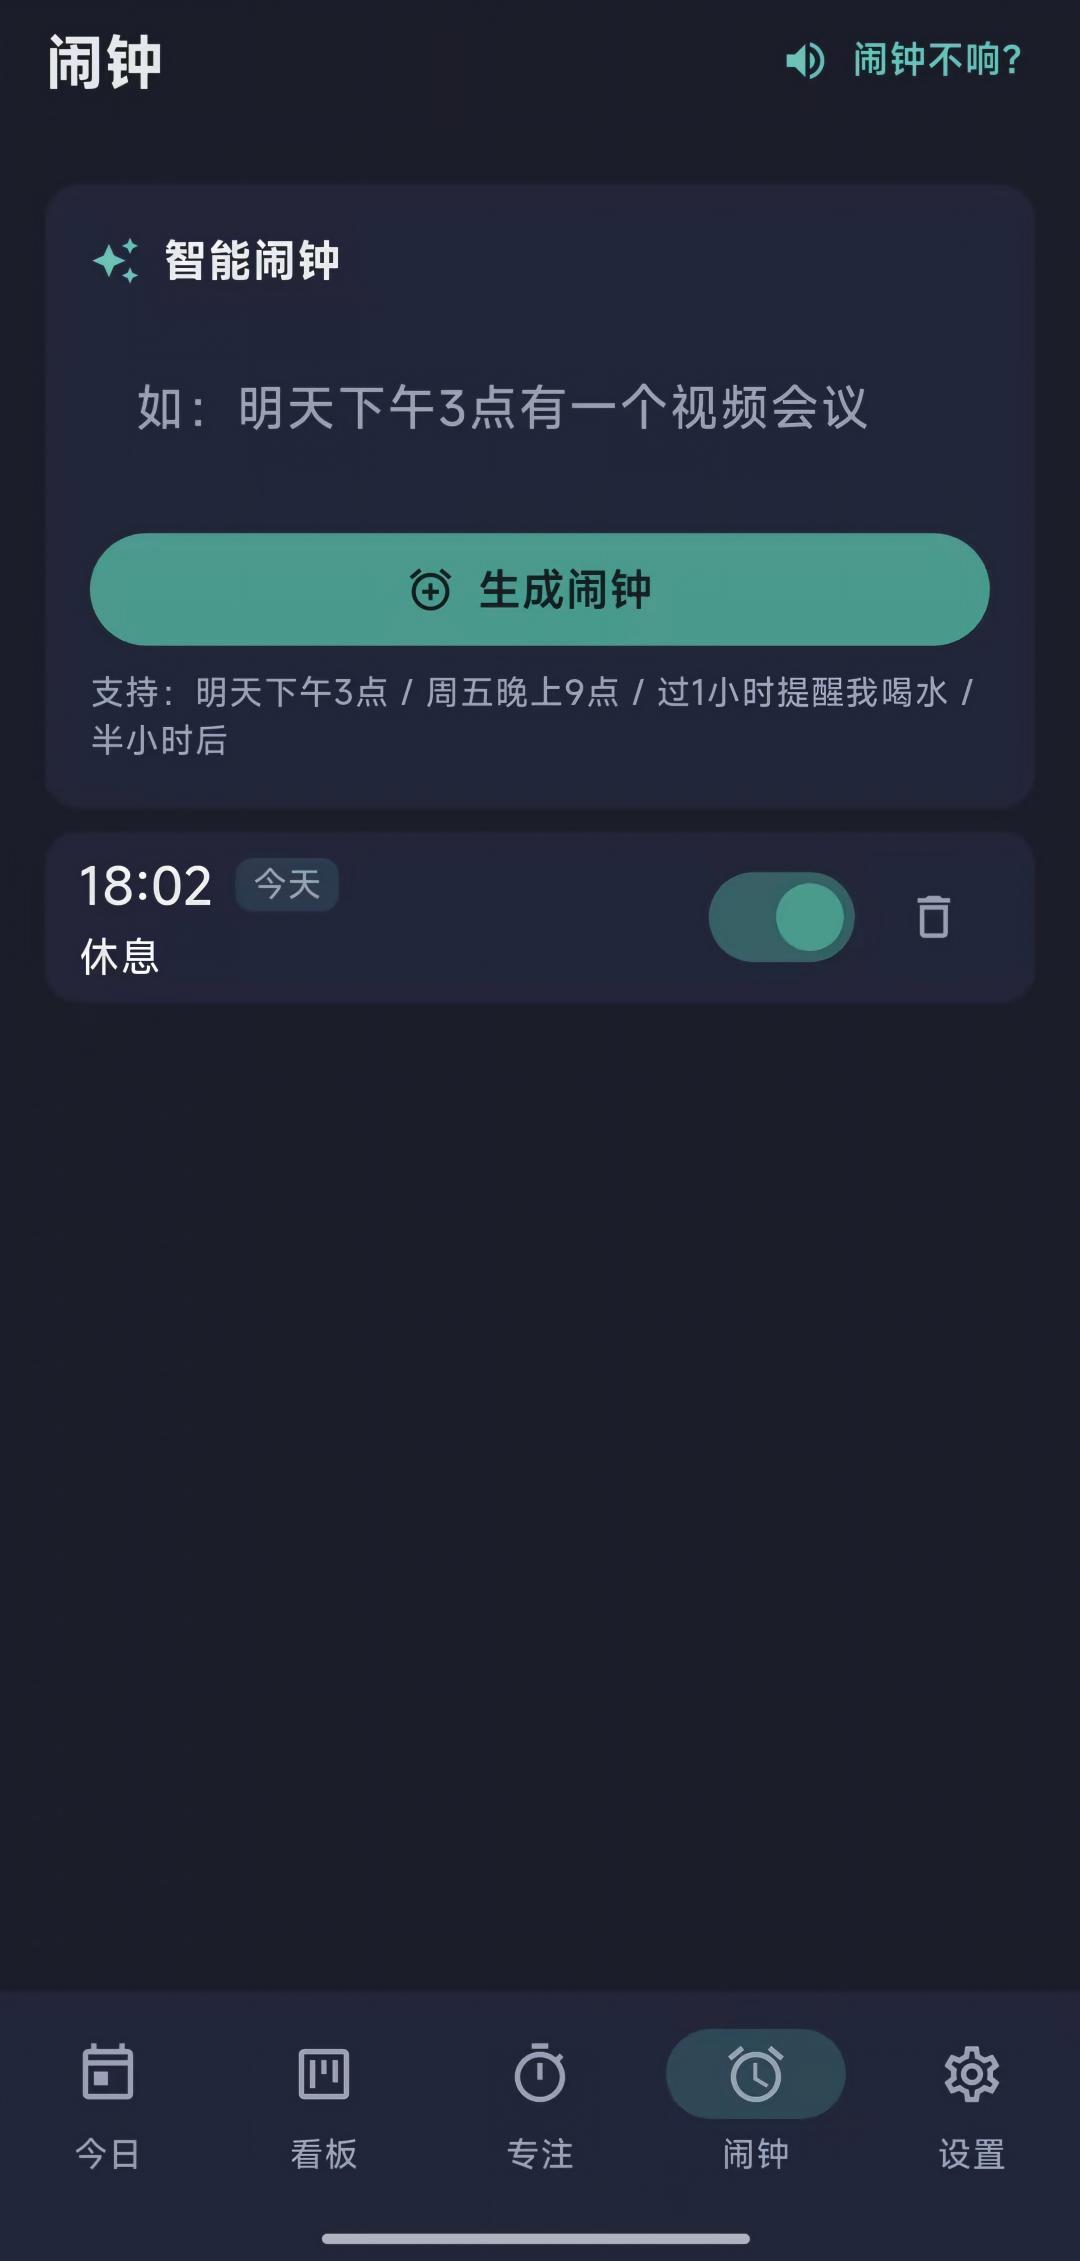 闹钟
闹钟不响?
智能闹钟
如：明天下午3点有一个视频会议
生成闹钟
支持：明天下午3点 / 周五晚上9点 / 过1小时提醒我喝水 /
半小时后
18:02 今天
休息
今日
看板
专注
闹钟
设置